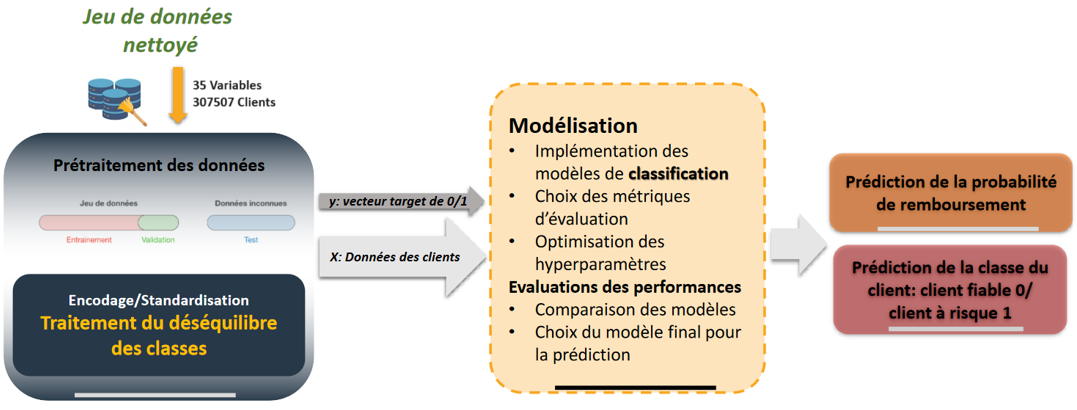 Jeu de données
nettoyé
35 Variables
307507 Clients
Prétraitement des données
Jeu de données
Données inconnues
Entrainement
Validation
Test
Encodage/Standardisation
Traitement du déséquilibre
des classes
y: vecteur target de 0/1
X: Données des clients
Modélisation
• Implémentation des
modèles de classification
• Choix des métriques
d'évaluation
• Optimisation des
hyperparamètres
Evaluations des performances
• Comparaison des modèles
• Choix du modèle final pour
la prédiction
Prédiction de la probabilité
de remboursement
Prédiction de la classe du
client: client fiable 0/
client à risque 1